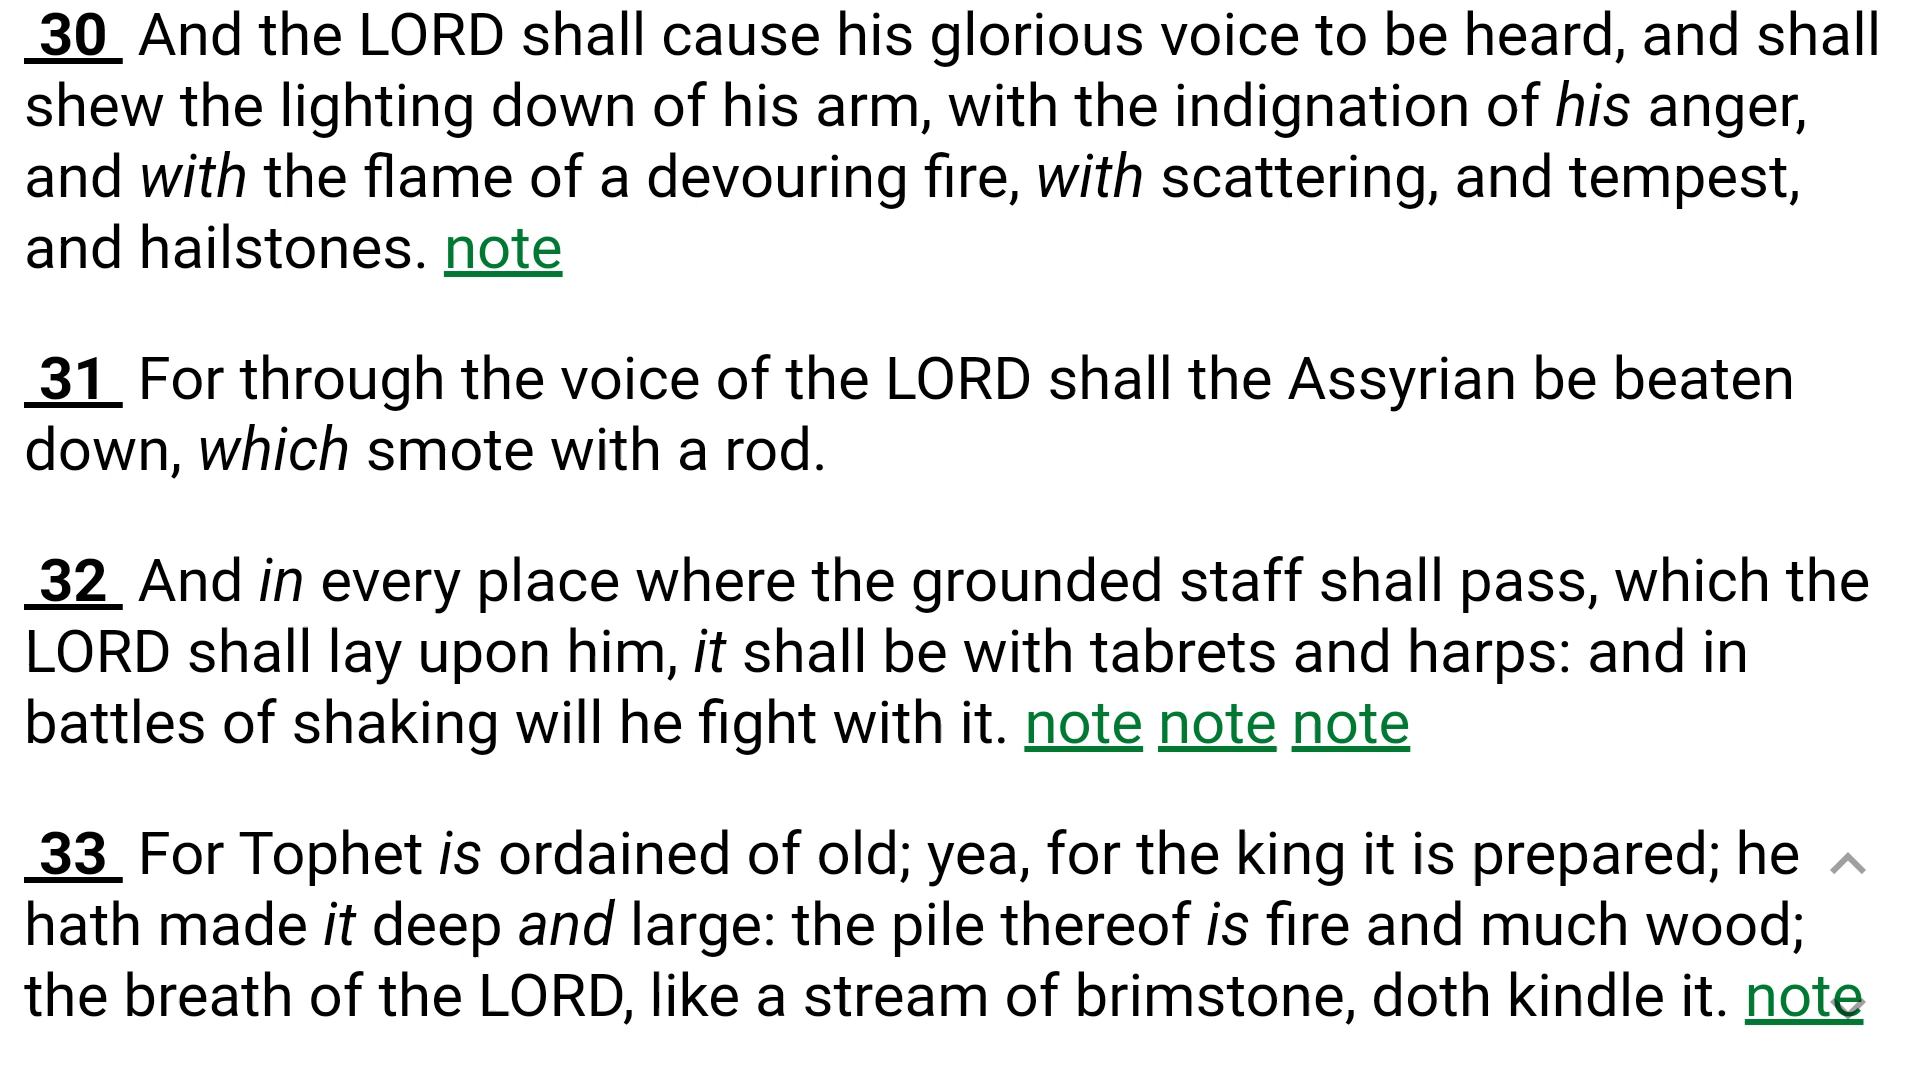 30 And the LORD shall cause his glorious voice to be heard, and shall
shew the lighting down of his arm, with the indignation of his anger,
and with the flame of a devouring fire, with scattering, and tempest,
and hailstones. note
31 For through the voice of the LORD shall the Assyrian be beaten
down, which smote with a rod.
32 And in every place where the grounded staff shall pass, which the
LORD shall lay upon him, it shall be with tabrets and harps: and in
battles of shaking will he fight with it. note note note
33 For Tophet is ordained of old; yea, for the king it is prepared; he
hath made it deep and large: the pile thereof is fire and much wood;
the breath of the LORD, like a stream of brimstone, doth kindle it. note